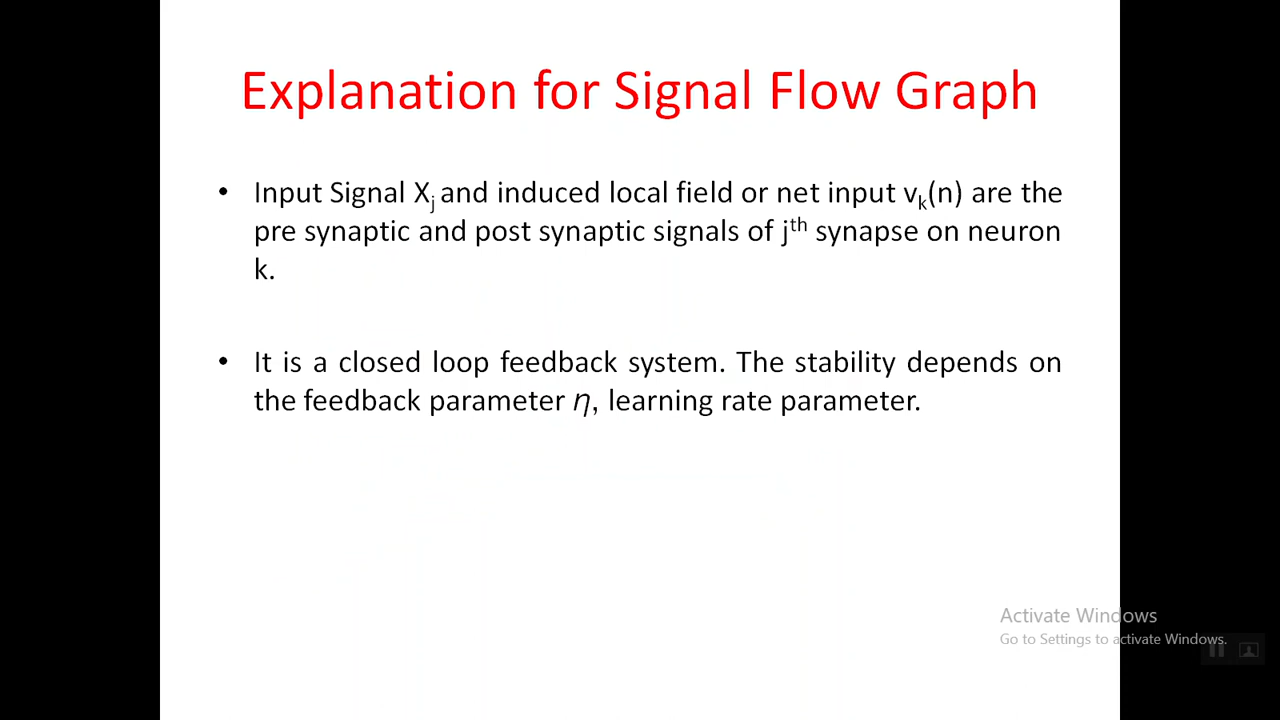 Explanation for Signal Flow Graph
• Input Signal Xj and induced local field or net input vk(n) are the
pre synaptic and post synaptic signals of jth synapse on neuron
k.
• It is a closed loop feedback system. The stability depends on
the feedback parameter η, learning rate parameter.
Activate Windows
Go to Settings to activate Windows.